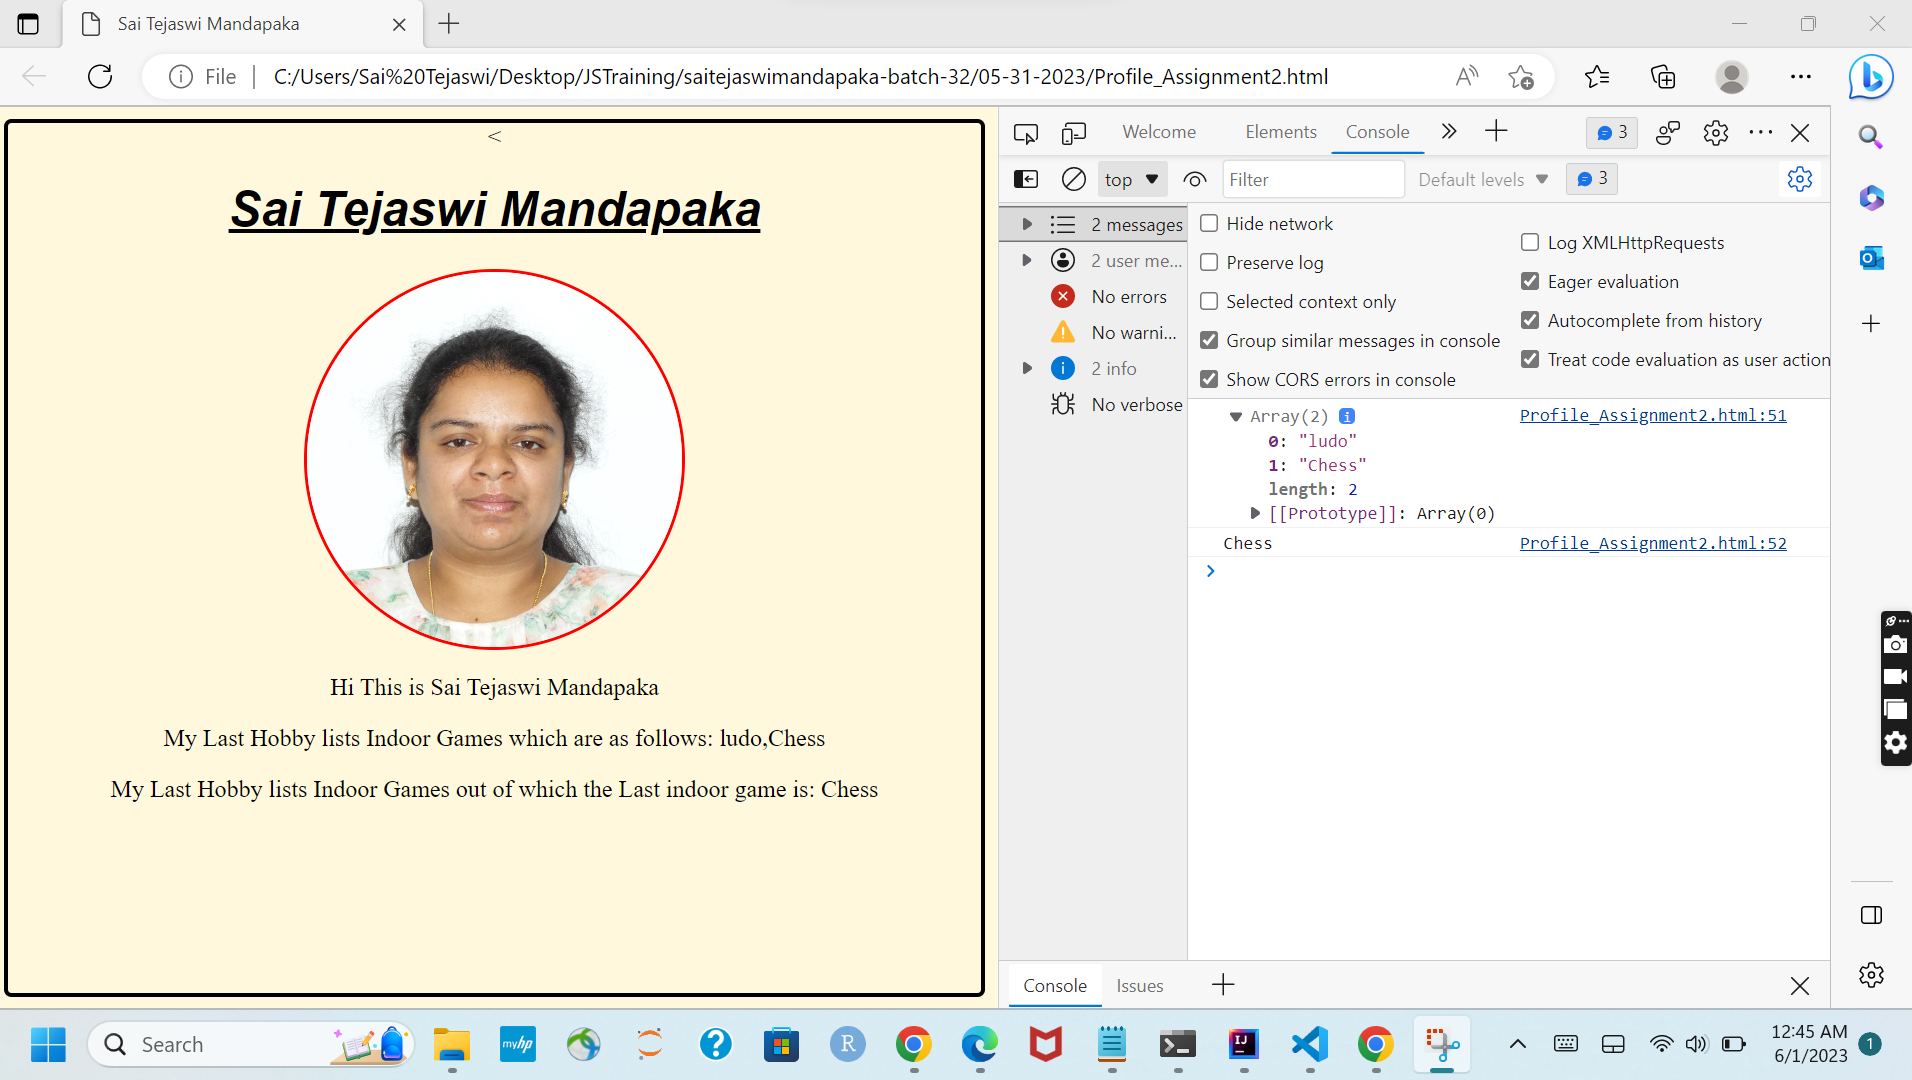 Sai Tejaswi Mandapaka
File
C:/Users/Sai%20Tejaswi/Desktop/JSTraining/saitejaswimandapaka-batch-32/05-31-2023/Profile_Assignment2.html
<
Sai Tejaswi Mandapaka
Hi This is Sai Tejaswi Mandapaka
My Last Hobby lists Indoor Games which are as follows: ludo,Chess
My Last Hobby lists Indoor Games out of which the Last indoor game is: Chess
Welcome Elements Console 3
top Filter Default levels 3
2 messages
2 user me...
No errors
No warni...
2 info
No verbose
Hide network
Preserve log
Selected context only
Group similar messages in console
Show CORS errors in console
Log XMLHttpRequests
Eager evaluation
Autocomplete from history
Treat code evaluation as user action
Array(2) Profile_Assignment2.html:51
0: "ludo"
1: "Chess"
length: 2
[[Prototype]]: Array(0)
Chess Profile_Assignment2.html:52
Console Issues
Search
myhp
R
IJ
12:45 AM
6/1/2023
1